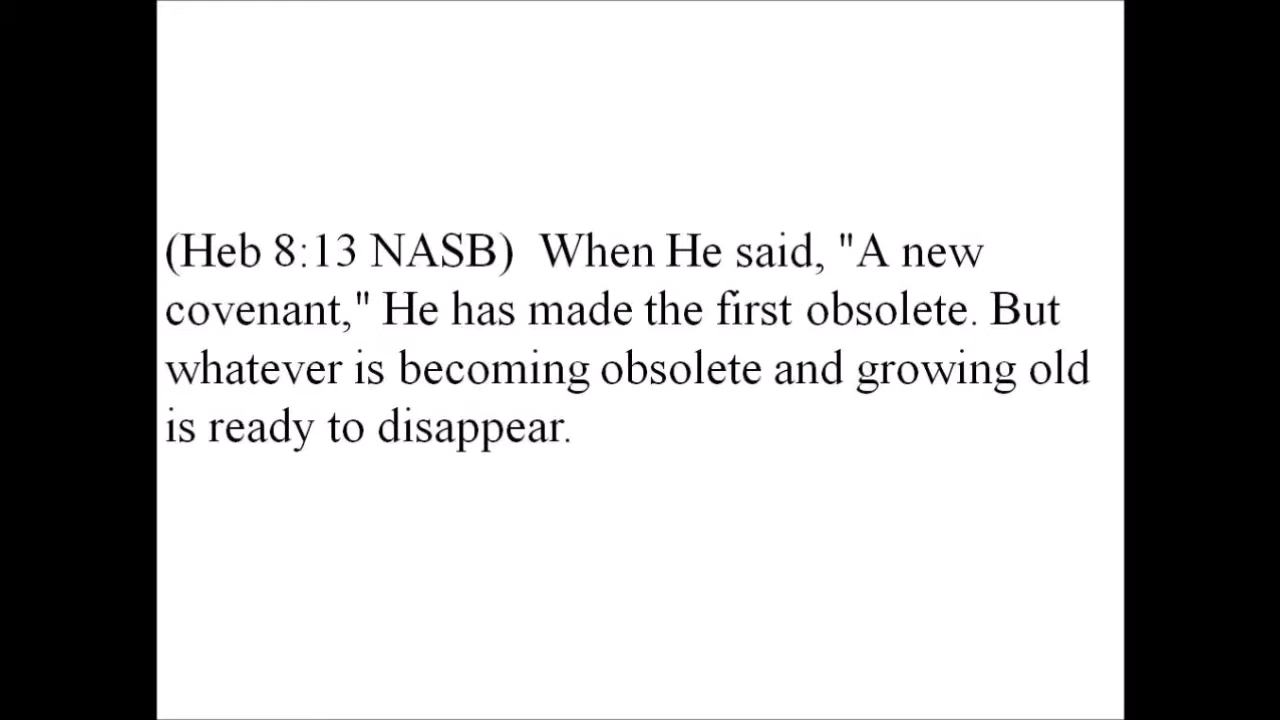 (Heb 8:13 NASB)  When He said, "A new
covenant," He has made the first obsolete. But
whatever is becoming obsolete and growing old
is ready to disappear.